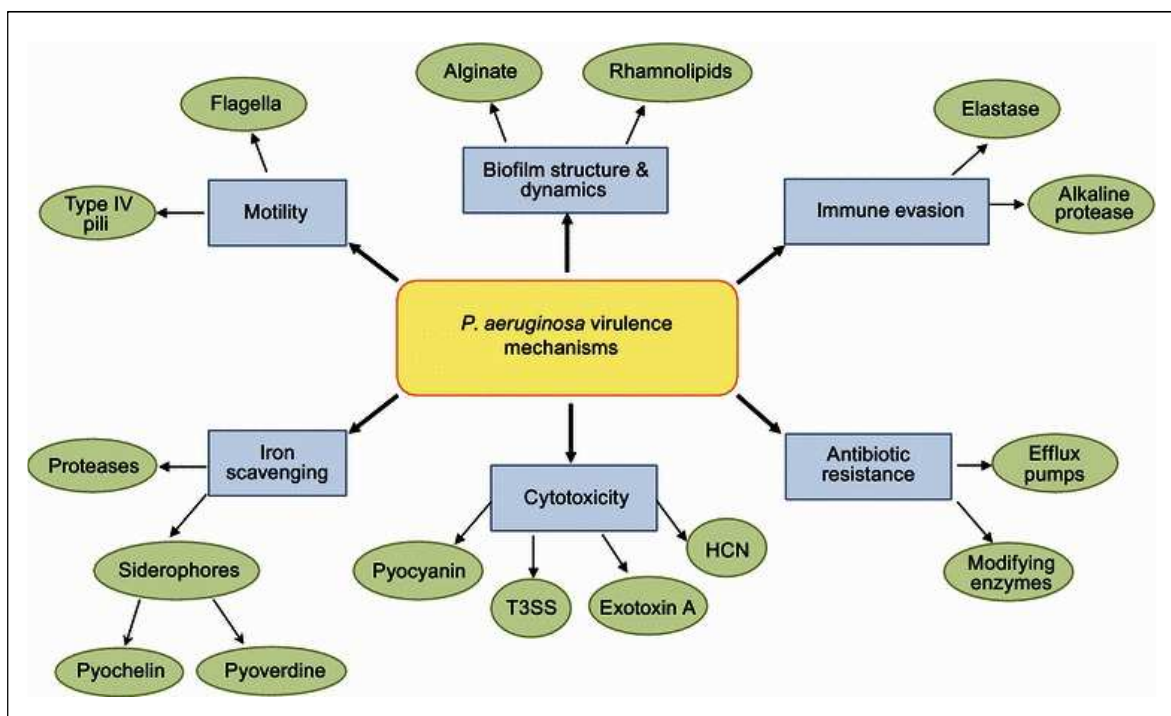 Alginate
Rhamnolipids
Flagella
Elastase
Biofilm structure &
dynamics
Type IV
pili
Motility
Immune evasion
Alkaline
protease
P. aeruginosa virulence
mechanisms
Proteases
Iron
scavenging
Antibiotic
resistance
Efflux
pumps
Cytotoxicity
Siderophores
Pyocyanin
HCN
Modifying
enzymes
T3SS
Exotoxin A
Pyochelin
Pyoverdine